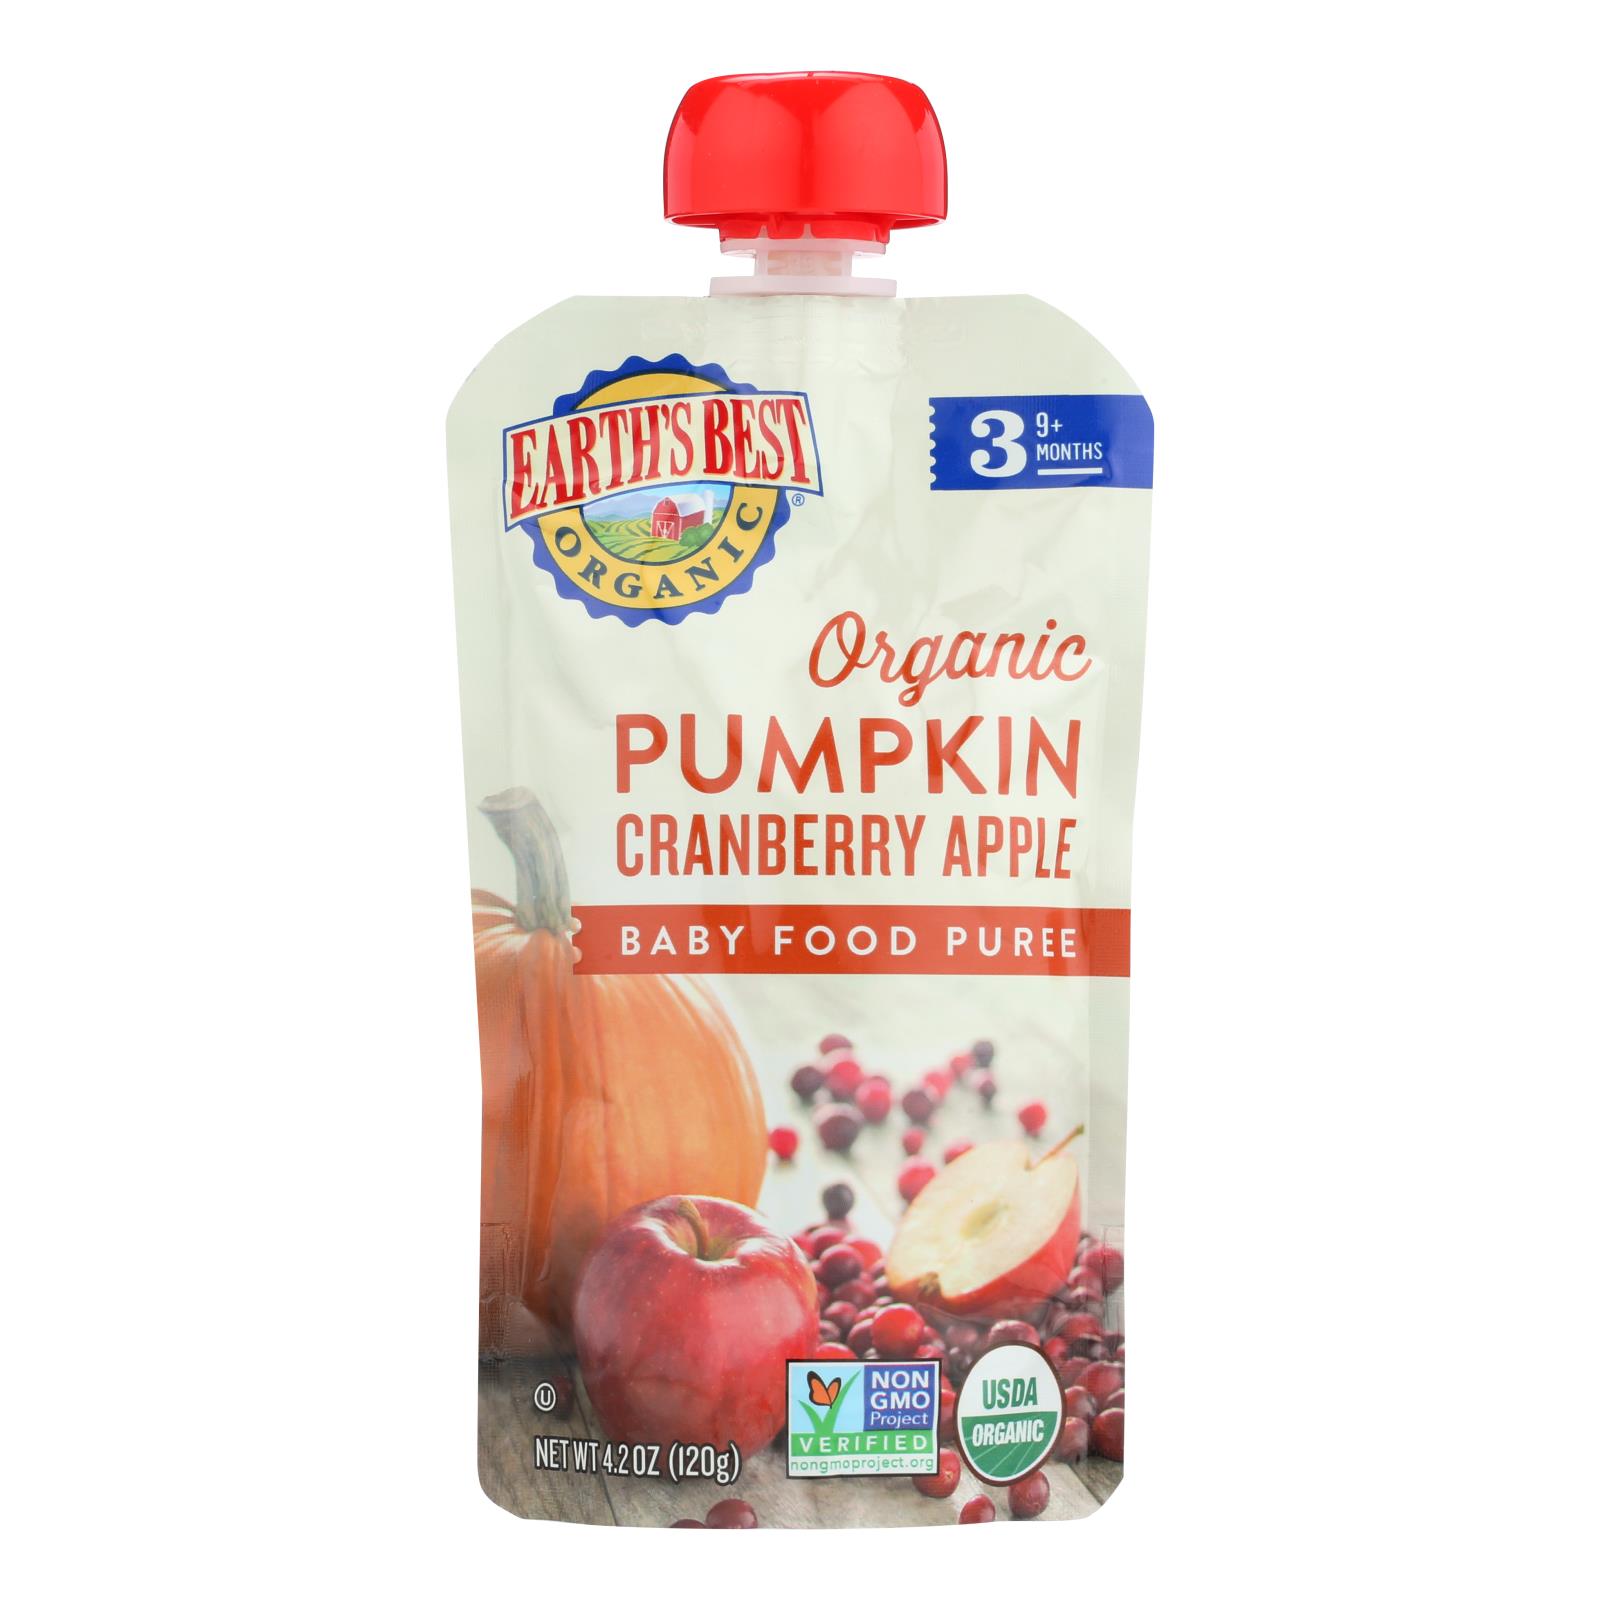 EARTH'S BEST
ORGANIC
®
3
9+
MONTHS
Organic
PUMPKIN
CRANBERRY APPLE
BABY FOOD PUREE
U
NET WT 4.2 OZ (120g)
NON
GMO
Project
VERIFIED
nongmoproject.org
USDA
ORGANIC